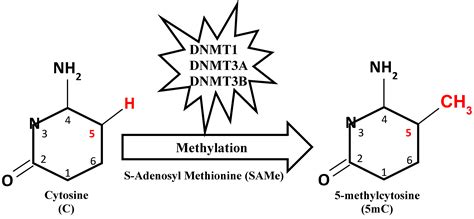 DNMT1
DNMT3A
DNMT3B
NH2
H
N
3
4
5
2
1
6
O
Cytosine
(C)
Methylation
S-Adenosyl Methionine (SAMe)
NH2
CH3
N
3
4
5
2
1
6
O
5-methylcytosine
(5mC)